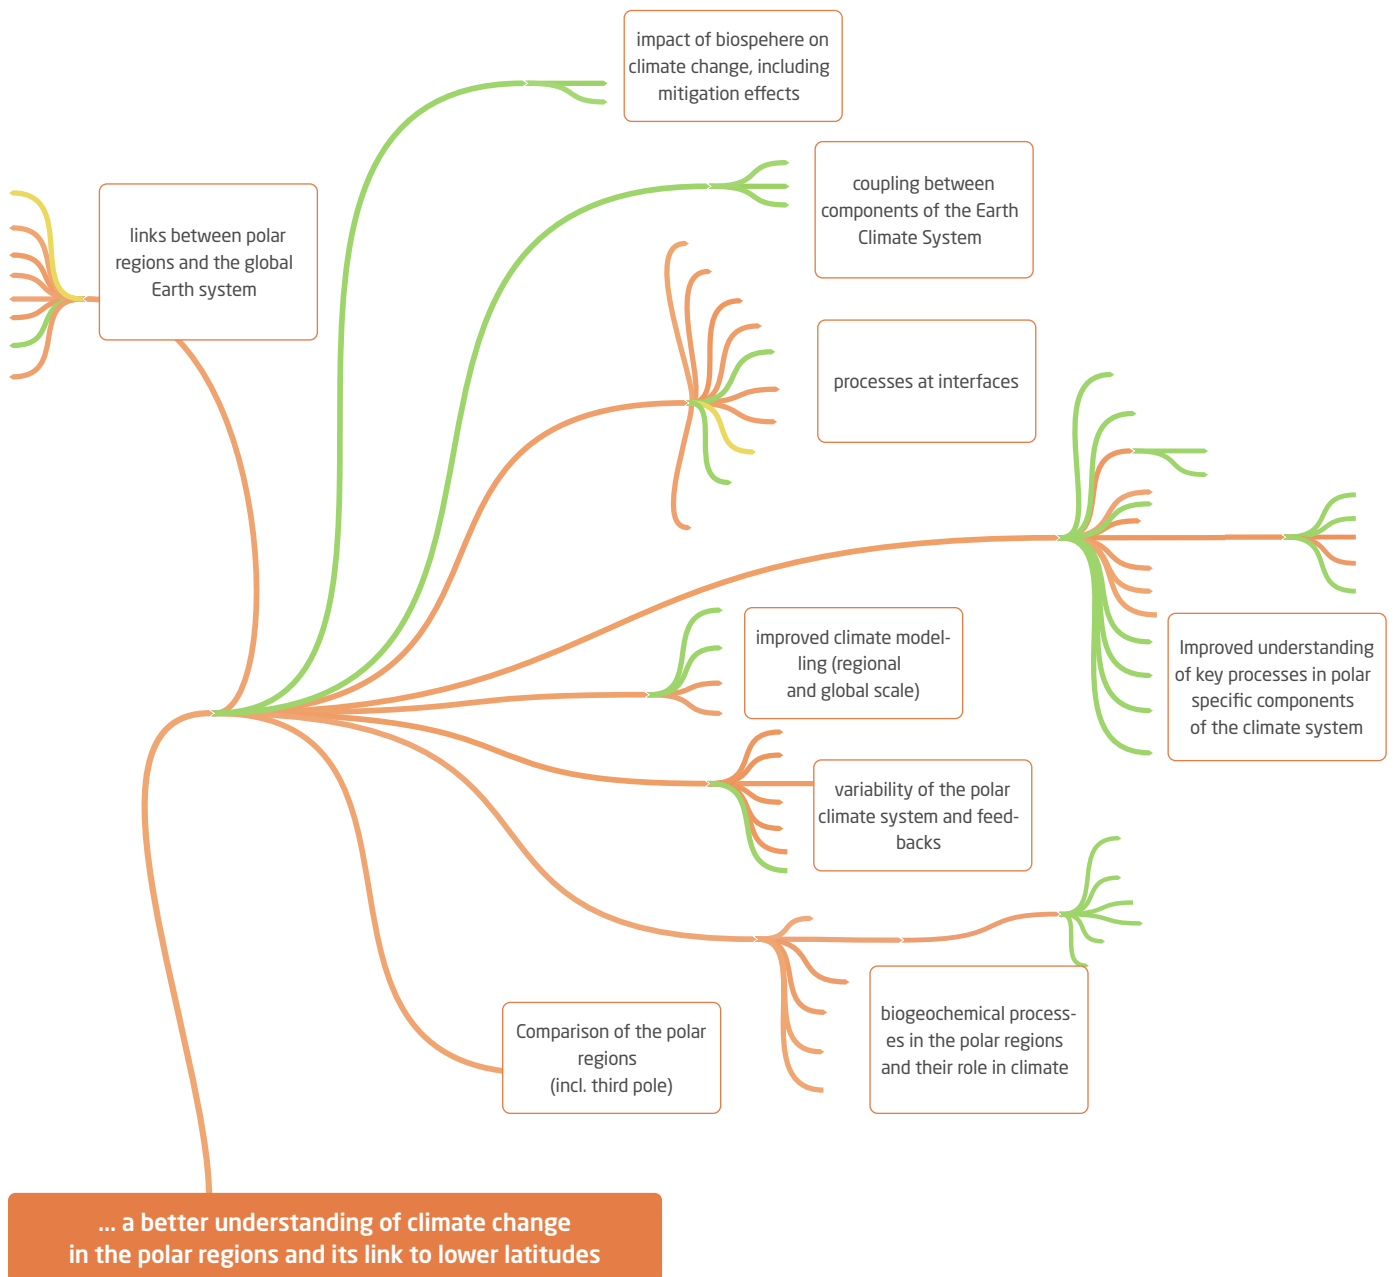 impact of biospehere on
climate change, including
mitigation effects
coupling between
components of the Earth
Climate System
links between polar
regions and the global
Earth system
processes at interfaces
improved climate model-
ling (regional
and global scale)
Improved understanding
of key processes in polar
specific components
of the climate system
variability of the polar
climate system and feed-
backs
biogeochemical process-
es in the polar regions
and their role in climate
Comparison of the polar
regions
(incl. third pole)
... a better understanding of climate change
in the polar regions and its link to lower latitudes